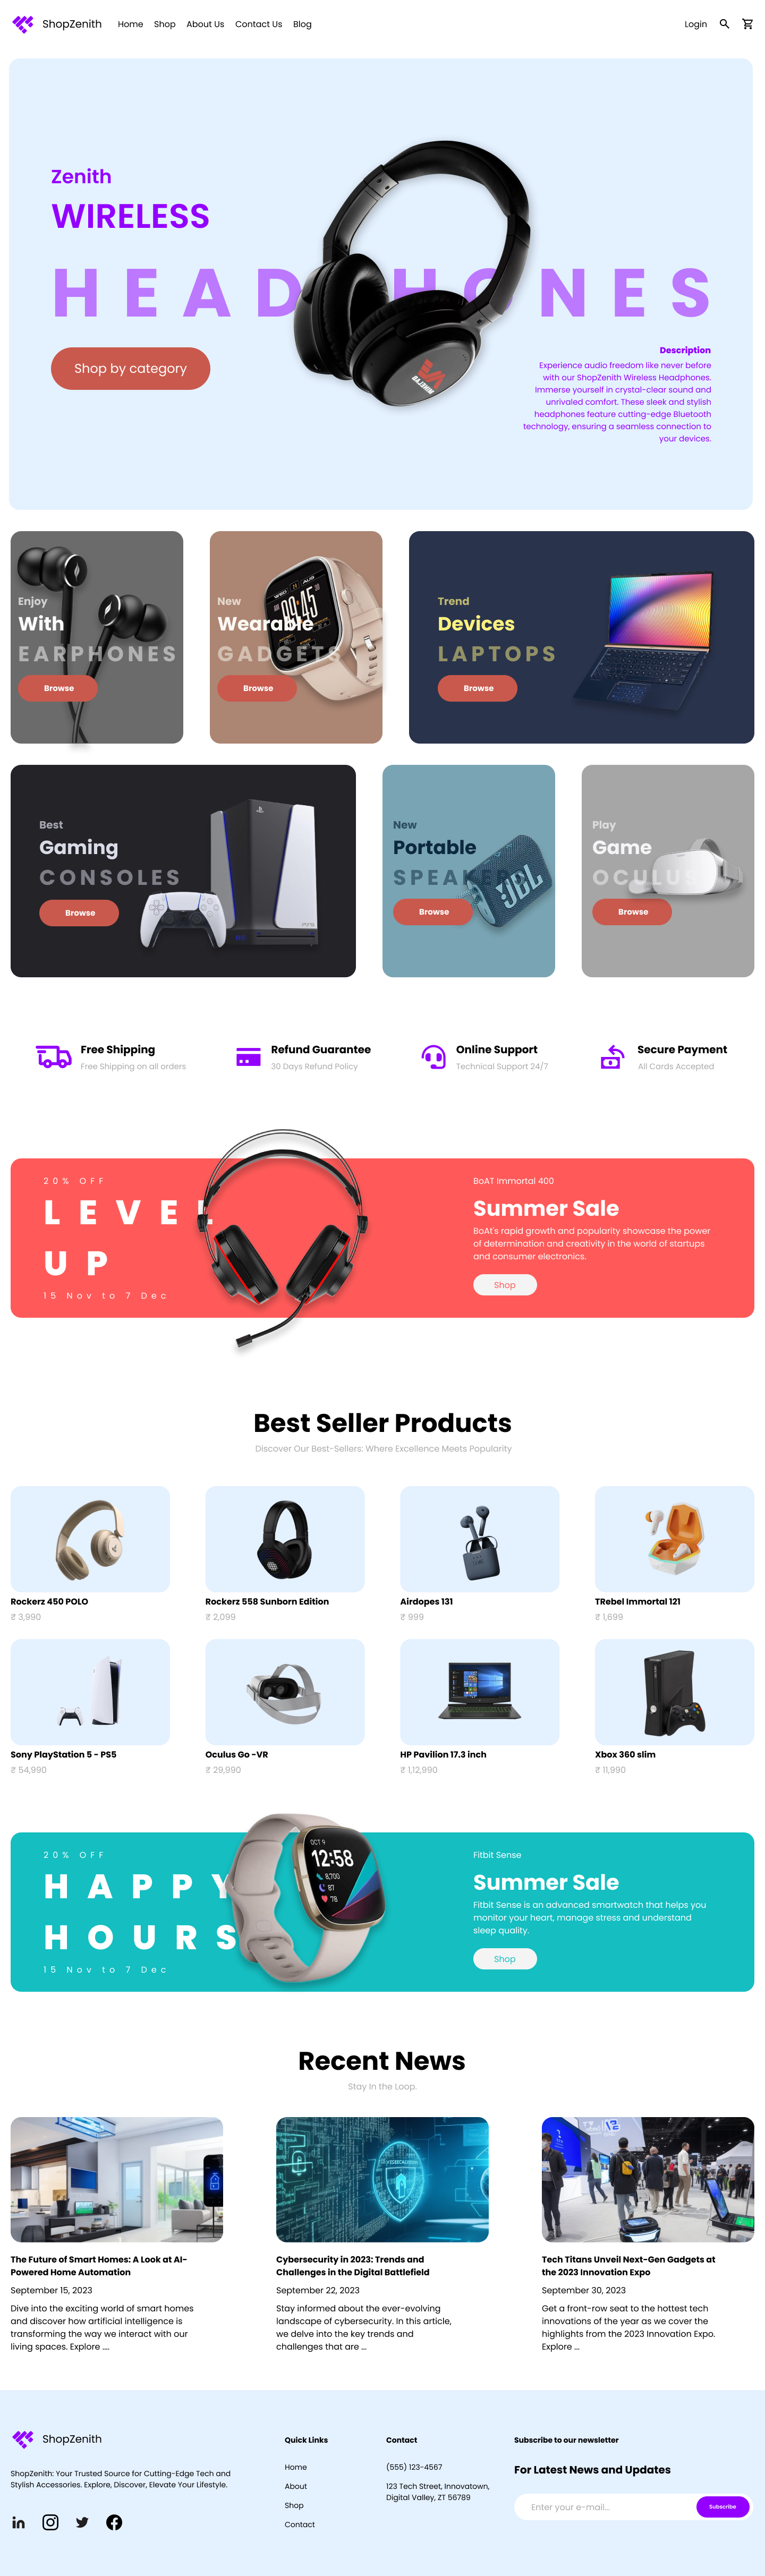 ShopZenith
Home
Shop
About Us
Contact Us
Blog
Login
Zenith
WIRELESS
HEADPHONES
Shop by category
Description
Experience audio freedom like never before
with our ShopZenith Wireless Headphones.
Immerse yourself in crystal-clear sound and
unrivaled comfort. These sleek and stylish
headphones feature cutting-edge Bluetooth
technology, ensuring a seamless connection to
your devices.
Enjoy
With
EARPHONES
Browse
New
Wearable
GADGETS
Browse
Trend
Devices
LAPTOPS
Browse
Best
Gaming
CONSOLES
Browse
New
Portable
SPEAKERS
JBL
Browse
Play
Game
OCULUS
Browse
Free Shipping
Free Shipping on all orders
Refund Guarantee
30 Days Refund Policy
Online Support
Technical Support 24/7
Secure Payment
All Cards Accepted
20% OFF
LEVEL
UP
15 Nov to 7 Dec
BoAT Immortal 400
Summer Sale
BoAt's rapid growth and popularity showcase the power
of determination and creativity in the world of startups
and consumer electronics.
Shop
Best Seller Products
Discover Our Best-Sellers: Where Excellence Meets Popularity
Rockerz 450 POLO
₹ 3,990
Rockerz 558 Sunborn Edition
₹ 2,099
Airdopes 131
₹ 999
TRebel Immortal 121
₹ 1,699
Sony PlayStation 5 - PS5
₹ 54,990
Oculus Go -VR
₹ 29,990
HP Pavilion 17.3 inch
₹ 1,12,990
Xbox 360 slim
₹ 11,990
20% OFF
HAPPY
HOURS
15 Nov to 7 Dec
OCT 4
12:58
8,700
87
78
Fitbit Sense
Summer Sale
Fitbit Sense is an advanced smartwatch that helps you
monitor your heart, manage stress and understand
sleep quality.
Shop
Recent News
Stay In the Loop.
The Future of Smart Homes: A Look at AI-
Powered Home Automation
September 15, 2023
Dive into the exciting world of smart homes
and discover how artificial intelligence is
transforming the way we interact with our
living spaces. Explore ....
Cybersecurity in 2023: Trends and
Challenges in the Digital Battlefield
September 22, 2023
Stay informed about the ever-evolving
landscape of cybersecurity. In this article,
we delve into the key trends and
challenges that are ...
Tech Titans Unveil Next-Gen Gadgets at
the 2023 Innovation Expo
September 30, 2023
Get a front-row seat to the hottest tech
innovations of the year as we cover the
highlights from the 2023 Innovation Expo.
Explore ...
ShopZenith
ShopZenith: Your Trusted Source for Cutting-Edge Tech and
Stylish Accessories. Explore, Discover, Elevate Your Lifestyle.
Quick Links
Home
About
Shop
Contact
Contact
(555) 123-4567
123 Tech Street, Innovatown,
Digital Valley, ZT 56789
Subscribe to our newsletter
For Latest News and Updates
Enter your e-mail...
Subscribe